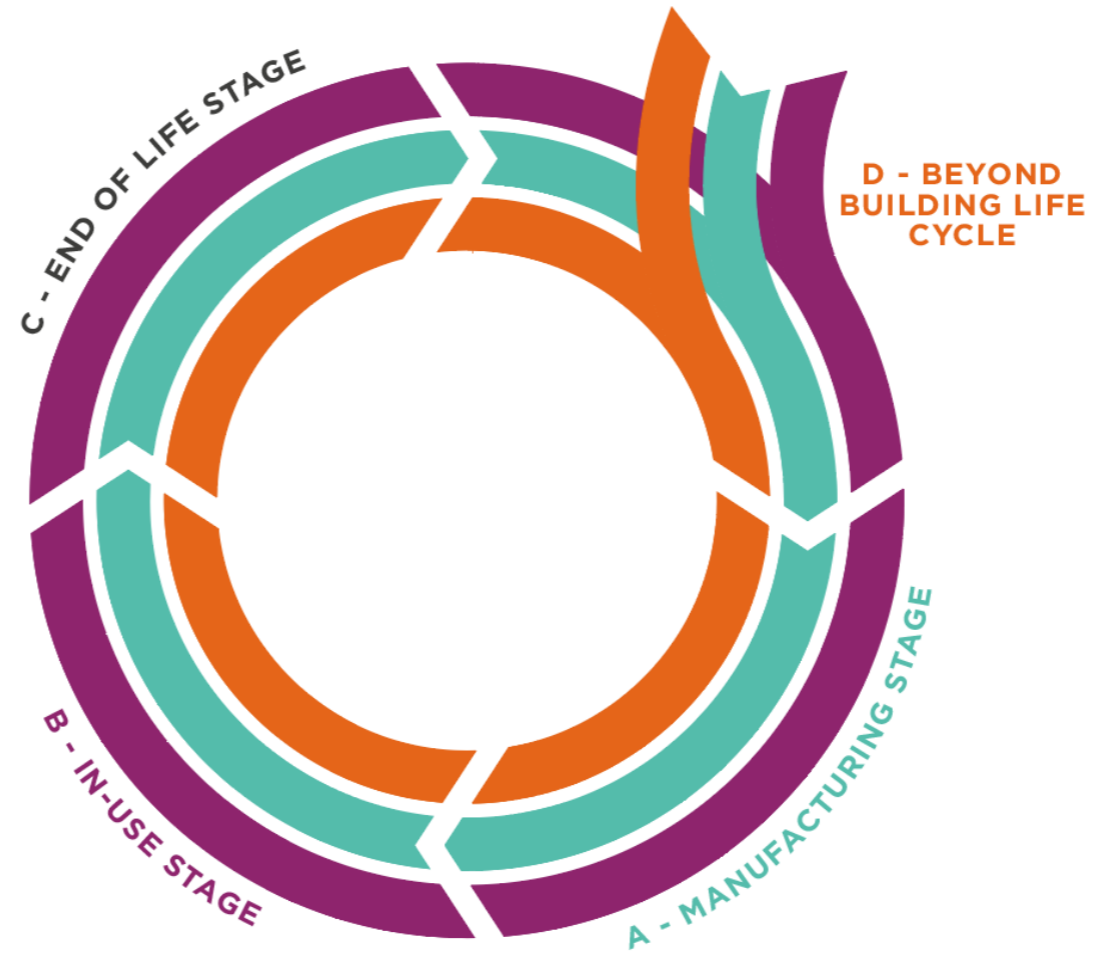 C - END OF LIFE STAGE
D - BEYOND
BUILDING LIFE
CYCLE
B - IN-USE STAGE
A - MANUFACTURING STAGE